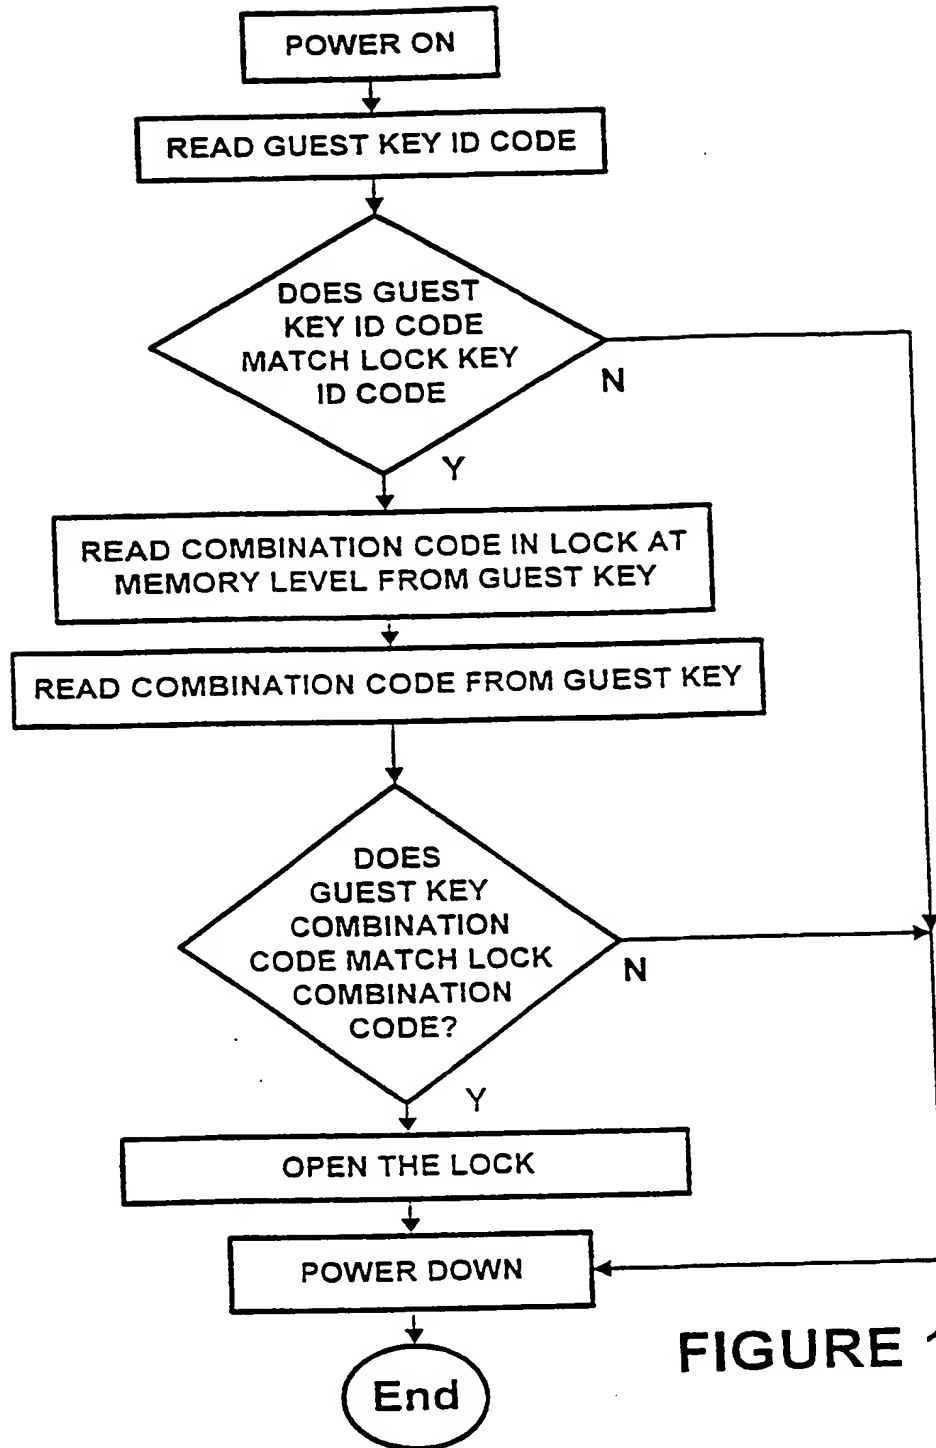 POWER ON
READ GUEST KEY ID CODE
DOES GUEST
KEY ID CODE
MATCH LOCK KEY
ID CODE
N
Y
READ COMBINATION CODE IN LOCK AT
MEMORY LEVEL FROM GUEST KEY
READ COMBINATION CODE FROM GUEST KEY
DOES
GUEST KEY
COMBINATION
CODE MATCH LOCK
COMBINATION
CODE?
N
Y
OPEN THE LOCK
POWER DOWN
End
FIGURE